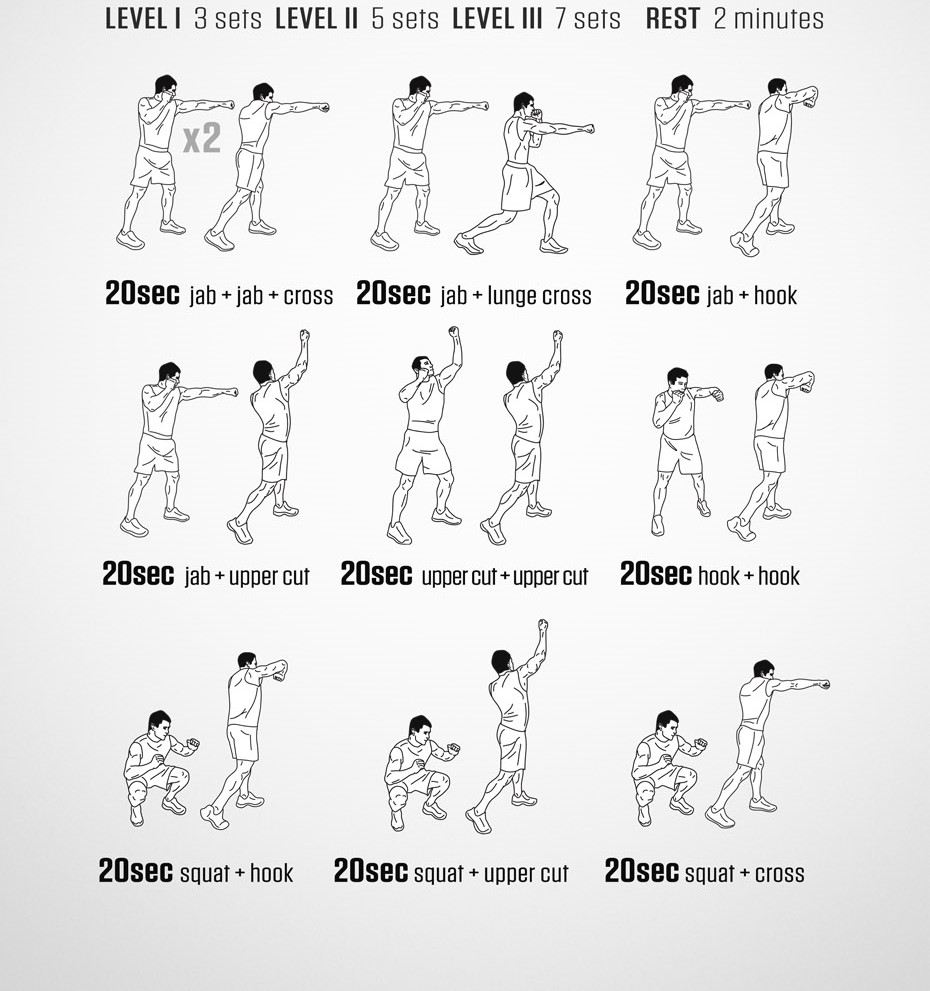 LEVEL I 3 sets LEVEL II 5 sets LEVEL III 7 sets REST 2 minutes
x2
20sec jab + jab + cross 20sec jab + lunge cross 20sec jab + hook
20sec jab + upper cut 20sec upper cut + upper cut 20sec hook + hook
20sec squat + hook 20sec squat + upper cut 20sec squat + cross